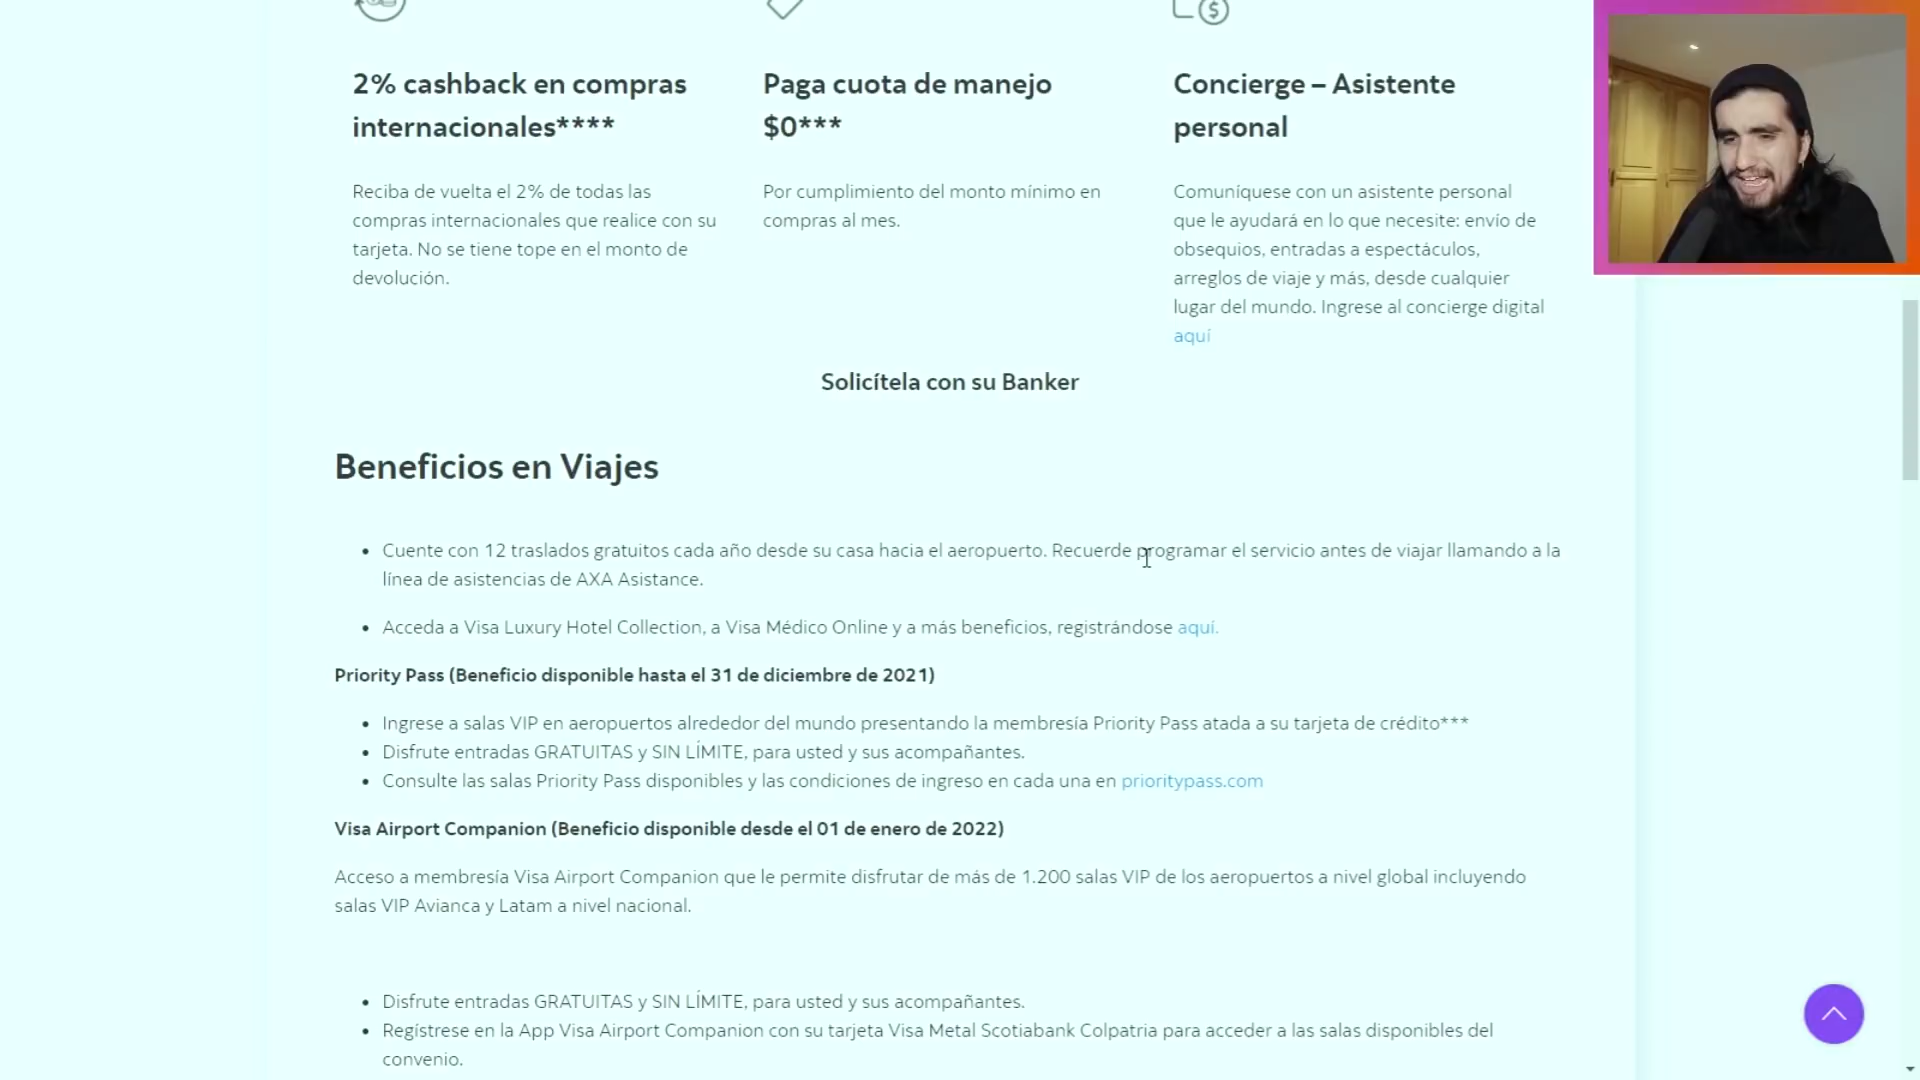 2% cashback en compras
internacionales****
Reciba de vuelta el 2% de todas las
compras internacionales que realice con su
tarjeta. No se tiene tope en el monto de
devolución.
Paga cuota de manejo
$0***
Por cumplimiento del monto mínimo en
compras al mes.
Concierge – Asistente
personal
Comuníquese con un asistente personal
que le ayudará en lo que necesite: envío de
obsequios, entradas a espectáculos,
arreglos de viaje y más, desde cualquier
lugar del mundo. Ingrese al concierge digital
aquí
Solicítela con su Banker
Beneficios en Viajes
• Cuente con 12 traslados gratuitos cada año desde su casa hacia el aeropuerto. Recuerde programar el servicio antes de viajar llamando a la
línea de asistencias de AXA Asistance.
• Acceda a Visa Luxury Hotel Collection, a Visa Médico Online y a más beneficios, registrándose aquí.
Priority Pass (Beneficio disponible hasta el 31 de diciembre de 2021)
• Ingrese a salas VIP en aeropuertos alrededor del mundo presentando la membresía Priority Pass atada a su tarjeta de crédito***
• Disfrute entradas GRATUITAS y SIN LÍMITE, para usted y sus acompañantes.
• Consulte las salas Priority Pass disponibles y las condiciones de ingreso en cada una en prioritypass.com
Visa Airport Companion (Beneficio disponible desde el 01 de enero de 2022)
Acceso a membresía Visa Airport Companion que le permite disfrutar de más de 1.200 salas VIP de los aeropuertos a nivel global incluyendo
salas VIP Avianca y Latam a nivel nacional.
• Disfrute entradas GRATUITAS y SIN LÍMITE, para usted y sus acompañantes.
• Regístrese en la App Visa Airport Companion con su tarjeta Visa Metal Scotiabank Colpatria para acceder a las salas disponibles del
convenio.